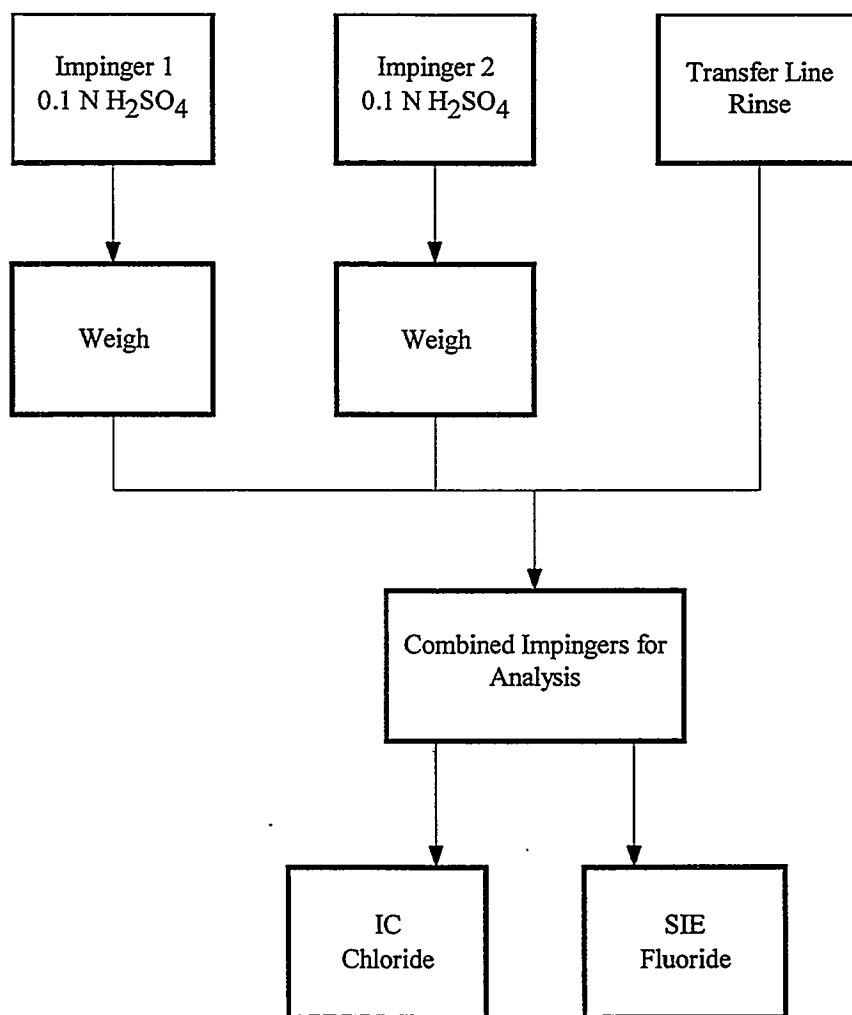 Impinger 1
0.1 N H₂SO₄
Impinger 2
0.1 N H₂SO₄
Transfer Line
Rinse
Weigh
Weigh
Combined Impingers for
Analysis
IC
Chloride
SIE
Fluoride